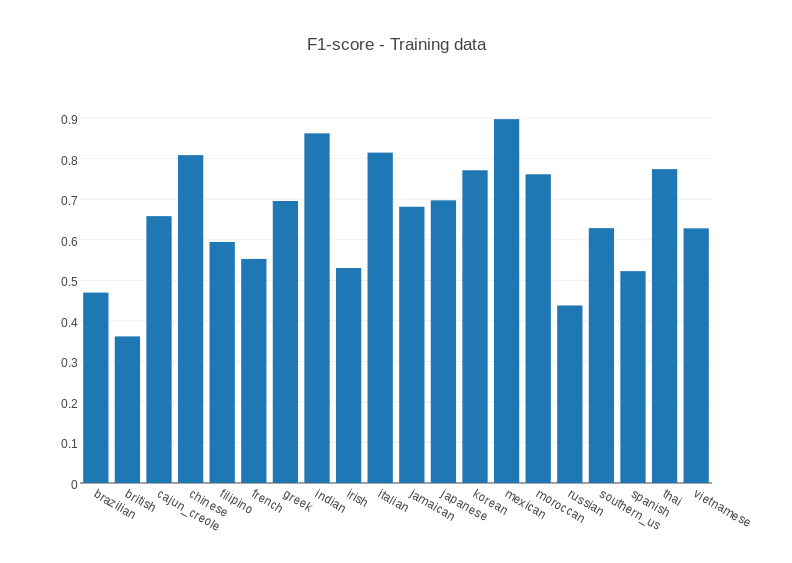 F1-score - Training data
0.9
0.8
0.7
0.6
0.5
0.4
0.3
0.2
0.1
0
brazilian
british
cajun_creole
chinese
filipino
french
greek
indian
irish
italian
jamaican
japanese
korean
mexican
moroccan
russian
southern_us
spanish
thai
vietnamese